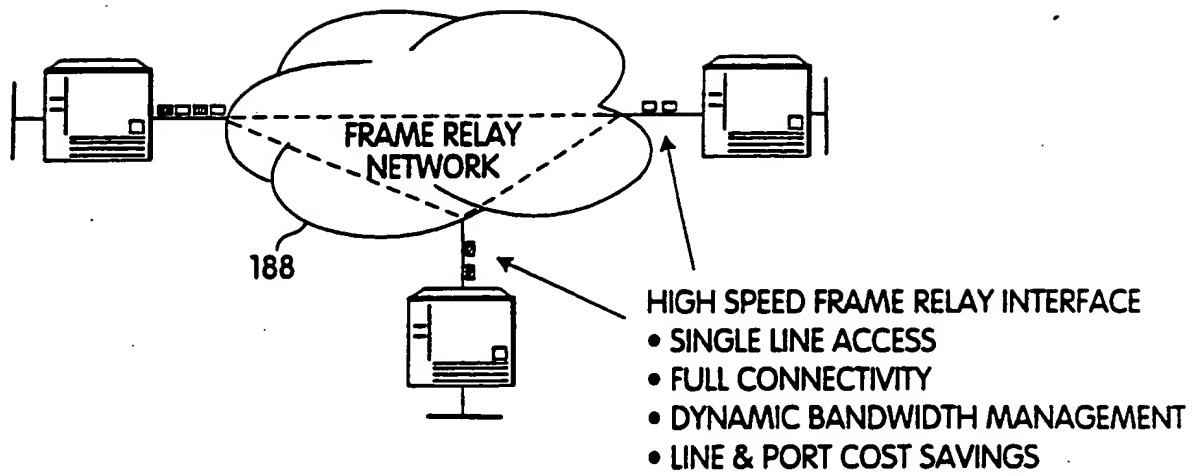 FRAME RELAY
NETWORK
188
HIGH SPEED FRAME RELAY INTERFACE
• SINGLE LINE ACCESS
• FULL CONNECTIVITY
• DYNAMIC BANDWIDTH MANAGEMENT
• LINE & PORT COST SAVINGS